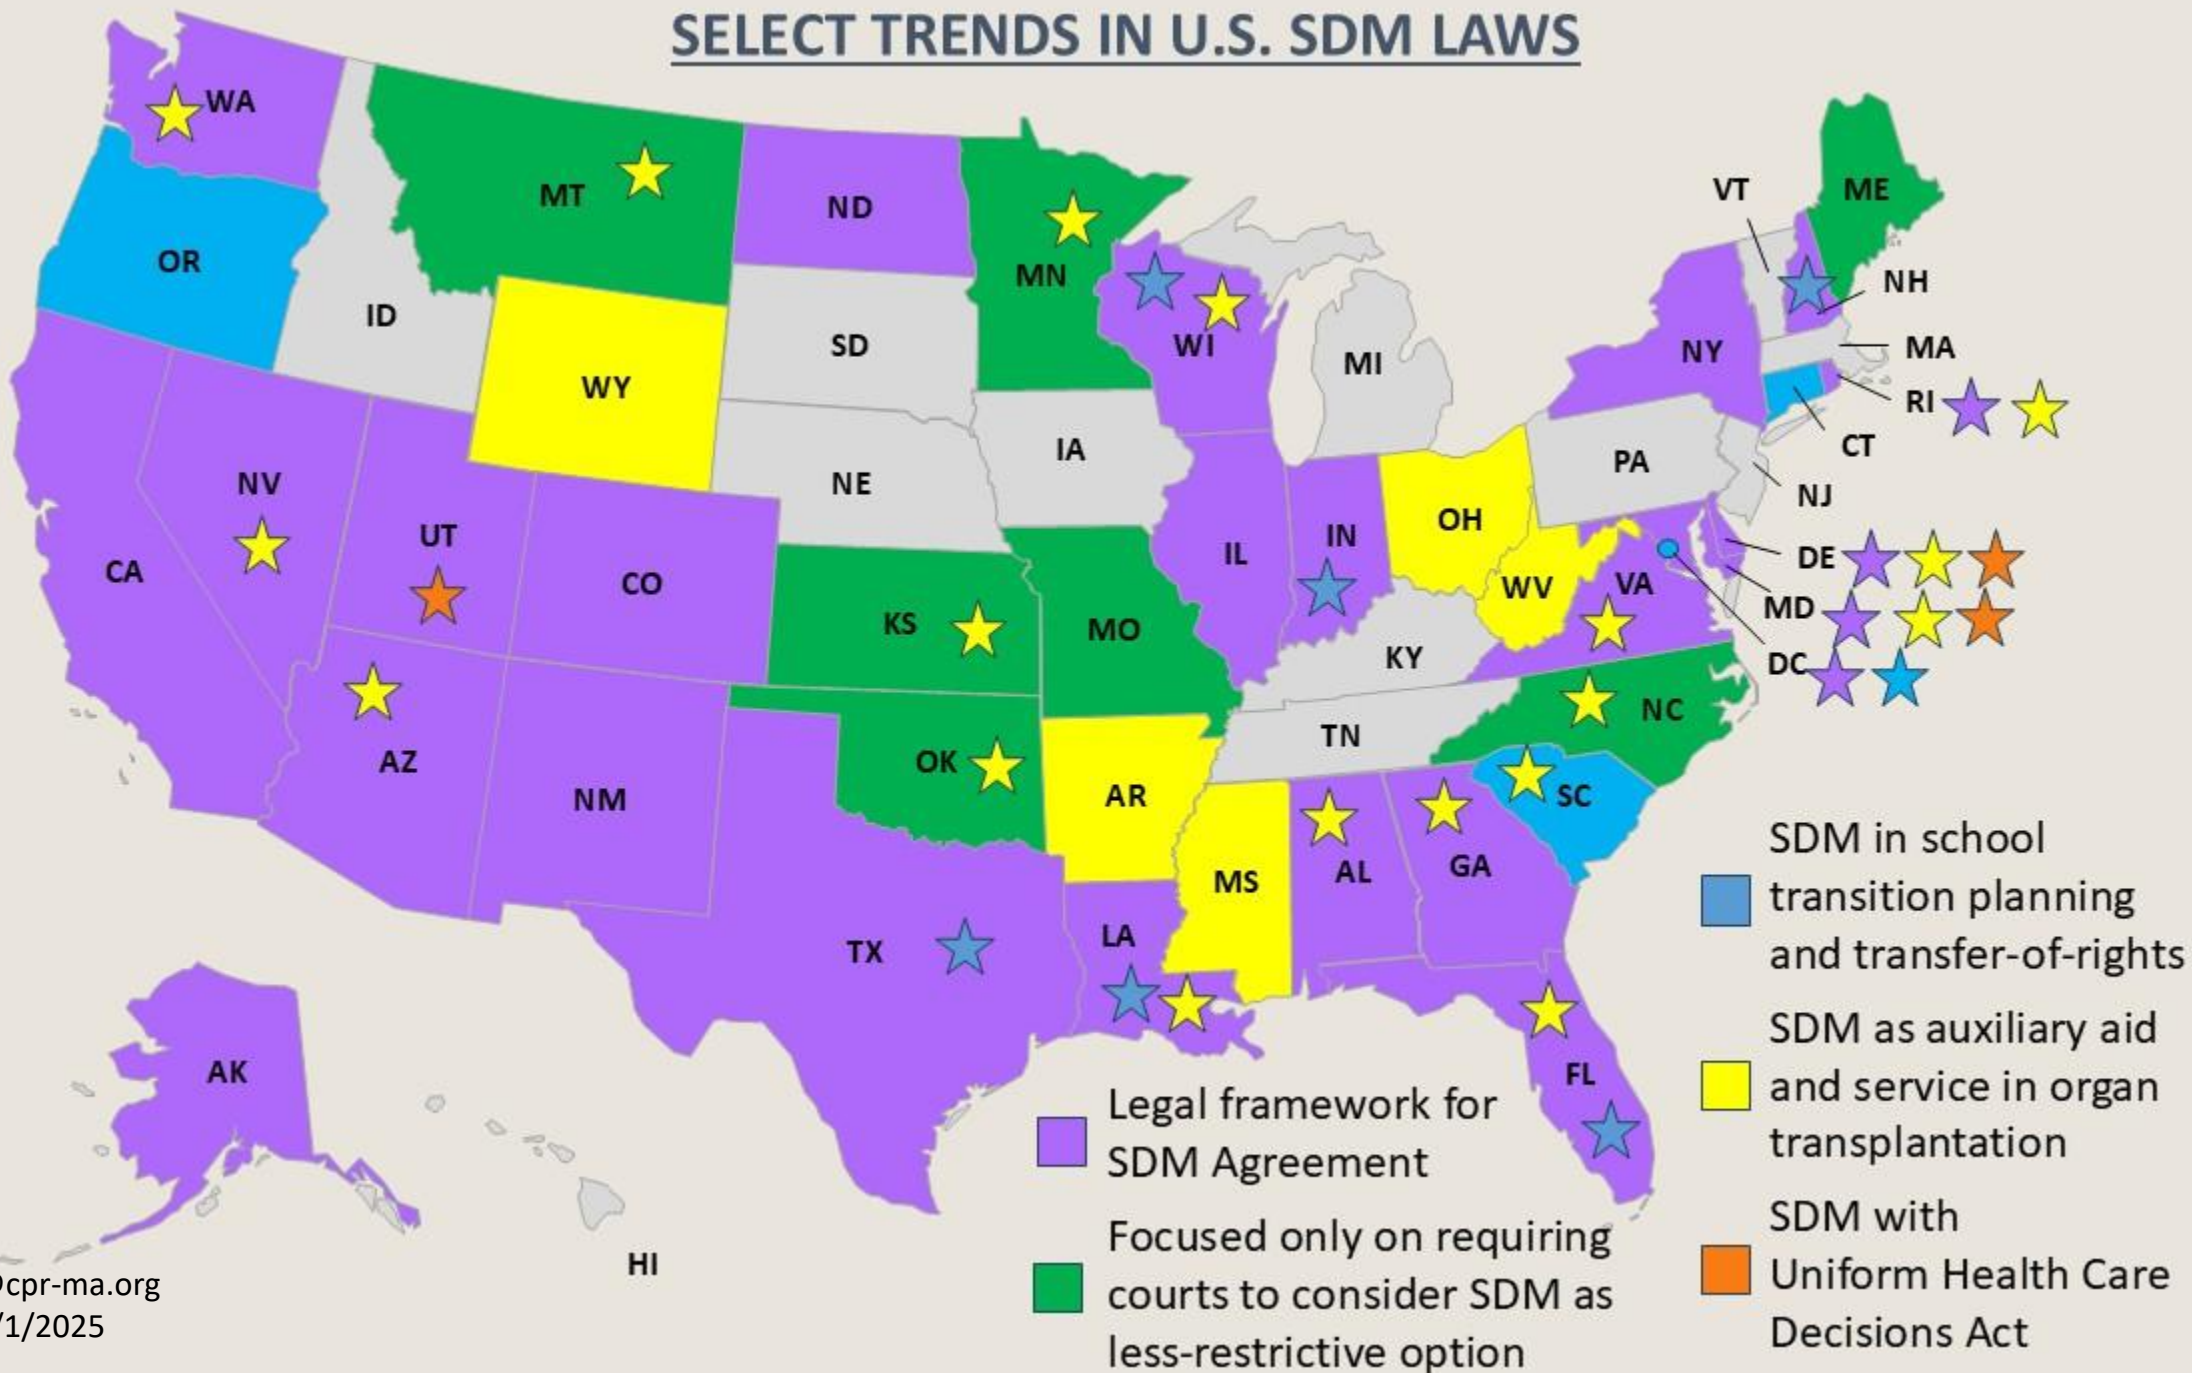 SELECT TRENDS IN U.S. SDM LAWS
WA
MT
ND
MN
VT
ME
OR
ID
NH
WI
SD
MI
NY
MA
WY
RI
IA
CT
PA
NV
NE
NJ
UT
IN
OH
IL
DE
CA
CO
WV
VA
MD
KS
MO
KY
DC
NC
TN
AZ
OK
NM
AR
SC
MS
AL
GA
LA
TX
AK
FL
HI
SDM in school
transition planning
and transfer-of-rights
SDM as auxiliary aid
and service in organ
transplantation
Legal framework for
SDM Agreement
SDM with
Uniform Health Care
Decisions Act
Focused only on requiring
courts to consider SDM as
less-restrictive option
cpr-ma.org
/1/2025